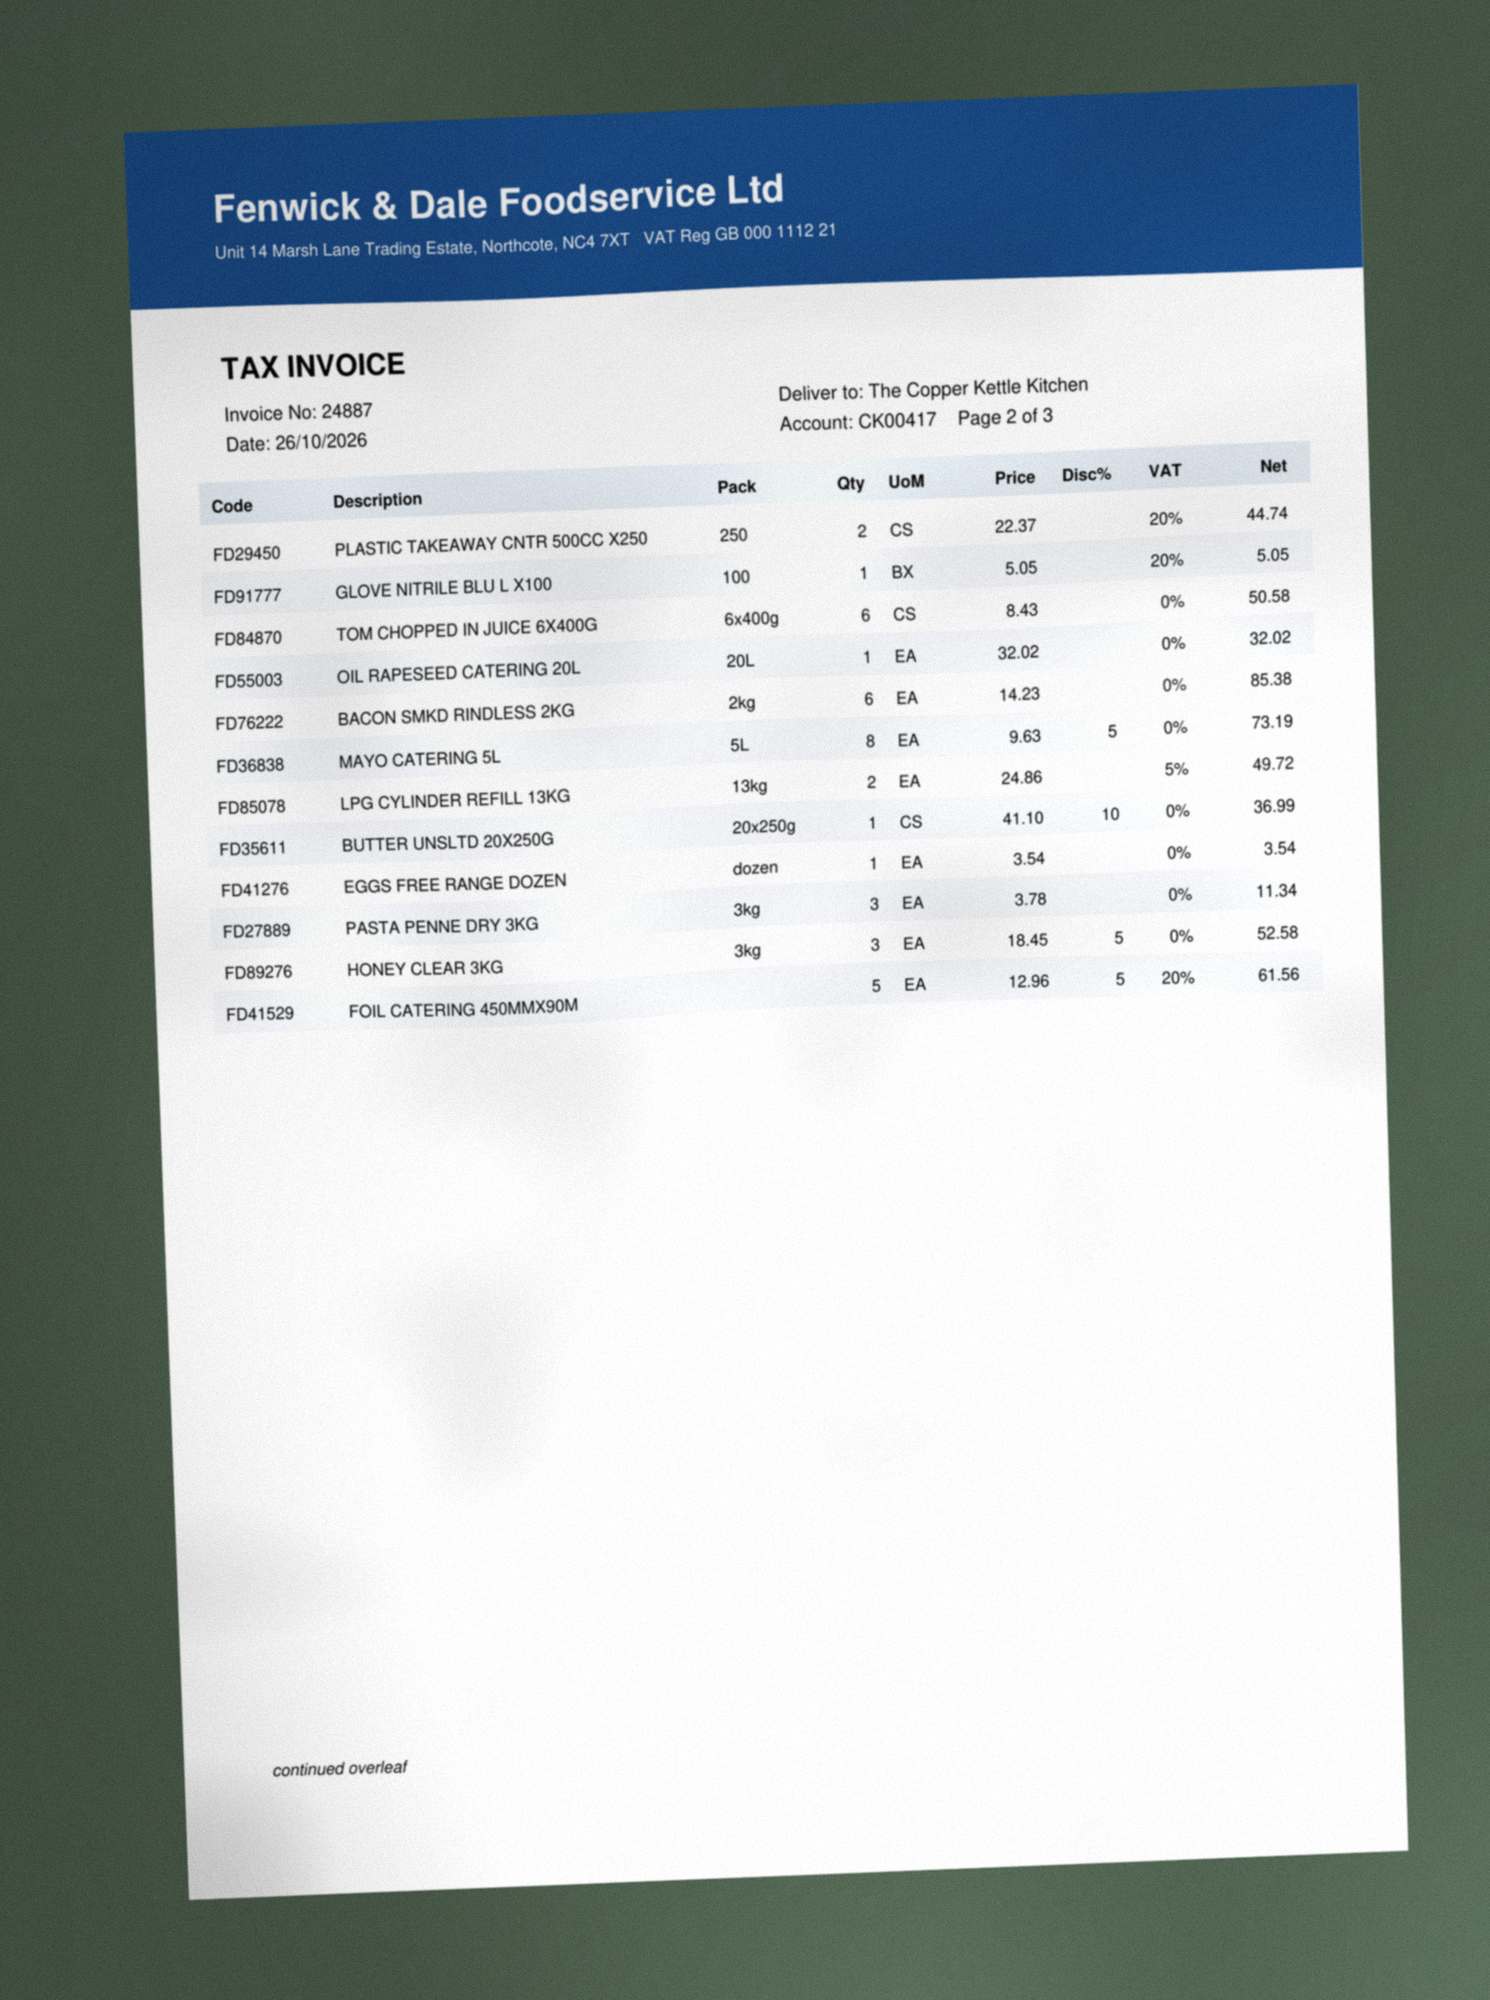 Fenwick & Dale Foodservice Ltd
Unit 14 Marsh Lane Trading Estate, Northcote, NC4 7XT VAT Reg GB 000 1112 21
TAX INVOICE
Invoice No: 24887
Date: 26/10/2026
Deliver to: The Copper Kettle Kitchen
Account: CK00417 Page 2 of 3
Code Description Pack Qty UoM Price Disc% VAT Net
FD29450 PLASTIC TAKEAWAY CNTR 500CC X250 250 2 CS 22.37 20% 44.74
FD91777 GLOVE NITRILE BLU L X100 100 1 BX 5.05 20% 5.05
FD84870 TOM CHOPPED IN JUICE 6X400G 6x400g 6 CS 8.43 0% 50.58
FD55003 OIL RAPESEED CATERING 20L 20L 1 EA 32.02 0% 32.02
FD76222 BACON SMKD RINDLESS 2KG 2kg 6 EA 14.23 0% 85.38
FD36838 MAYO CATERING 5L 5L 8 EA 9.63 5 0% 73.19
FD85078 LPG CYLINDER REFILL 13KG 13kg 2 EA 24.86 5% 49.72
FD35611 BUTTER UNSLTD 20X250G 20x250g 1 CS 41.10 10 0% 36.99
FD41276 EGGS FREE RANGE DOZEN dozen 1 EA 3.54 0% 3.54
FD27889 PASTA PENNE DRY 3KG 3kg 3 EA 3.78 0% 11.34
FD89276 HONEY CLEAR 3KG 3kg 3 EA 18.45 5 0% 52.58
FD41529 FOIL CATERING 450MMX90M 5 EA 12.96 5 20% 61.56
continued overleaf